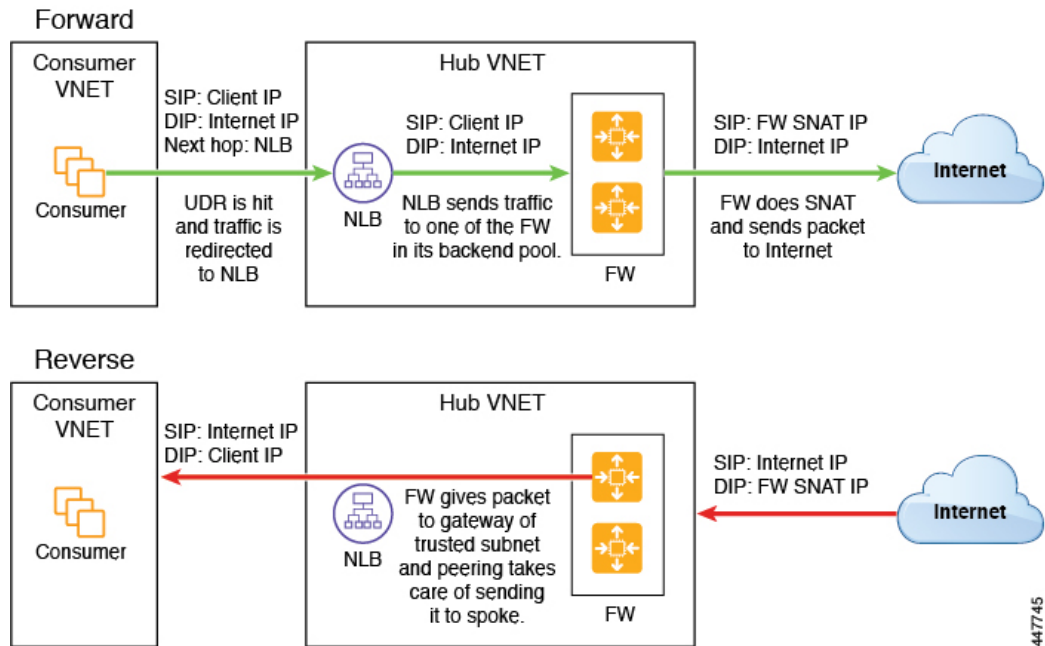 Forward
Consumer
VNET
Consumer
SIP: Client IP
DIP: Internet IP
Next hop: NLB
UDR is hit
and traffic is
redirected
to NLB
Hub VNET
NLB
SIP: Client IP
DIP: Internet IP
NLB sends traffic
to one of the FW
in its backend pool.
FW
SIP: FW SNAT IP
DIP: Internet IP
FW does SNAT
and sends packet
to Internet
Internet
Reverse
Consumer
VNET
Consumer
SIP: Internet IP
DIP: Client IP
Hub VNET
NLB
FW gives packet
to gateway of
trusted subnet
and peering takes
care of sending
it to spoke.
FW
SIP: Internet IP
DIP: FW SNAT IP
Internet
447745